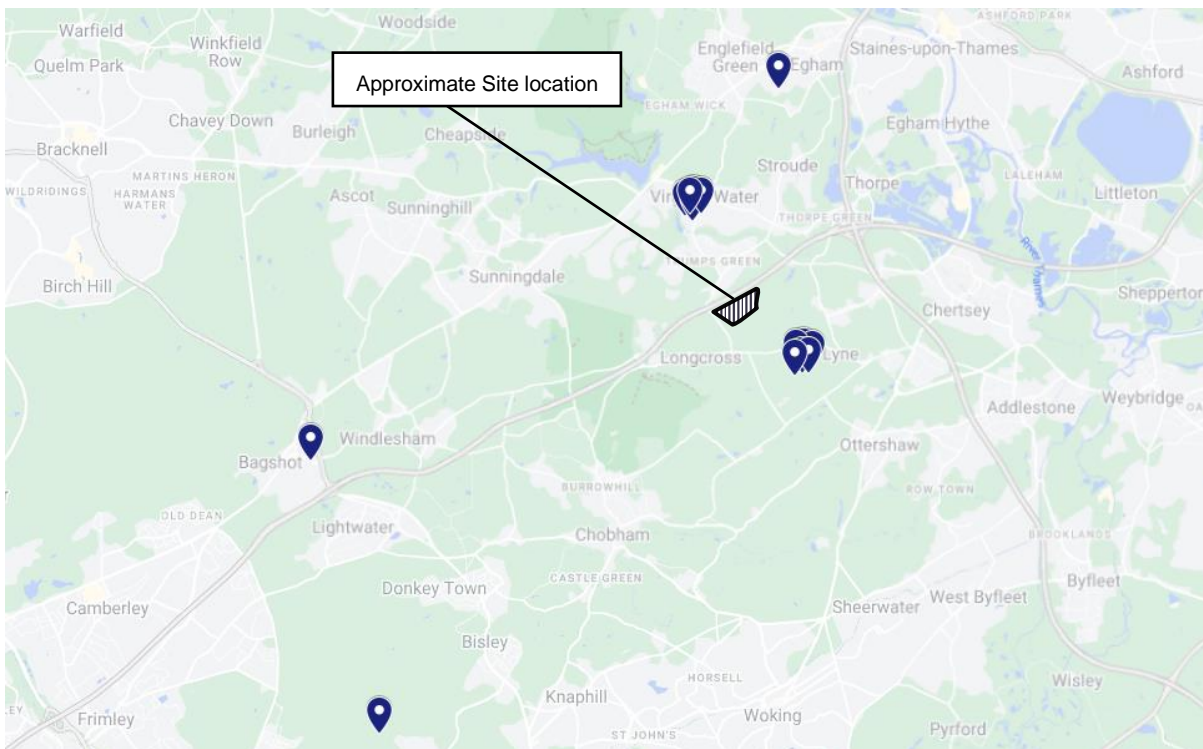 Woodside
ASHFORD PARK
Warfield
Winkfield
Row
Englefield
Green
Egham
Staines-upon-Thames
Quelm Park
Ashford
Approximate Site location
EGHAM WICK
Chavey Down
Burleigh
Cheapside
Egham Hythe
Bracknell
Stroude
MARTINS HERON
Thorpe
LALEHAM
WILDRIDINGS
HARMANS
WATER
Ascot
Sunninghill
Water
Littleton
THORPE GREEN
River Thames
Sunningdale
Birch Hill
Shepperton
Chertsey
Longcross
Lyne
Addlestone
Weybridge
Windlesham
Ottershaw
Bagshot
BURROWHILL
ROW TOWN
OLD DEAN
Lightwater
Chobham
BROOKLANDS
CASTLE GREEN
Donkey Town
Byfleet
Camberley
Sheerwater
West Byfleet
Bisley
HORSELL
Wisley
Knaphill
Woking
Frimley
ST JOHN'S
Pyrford